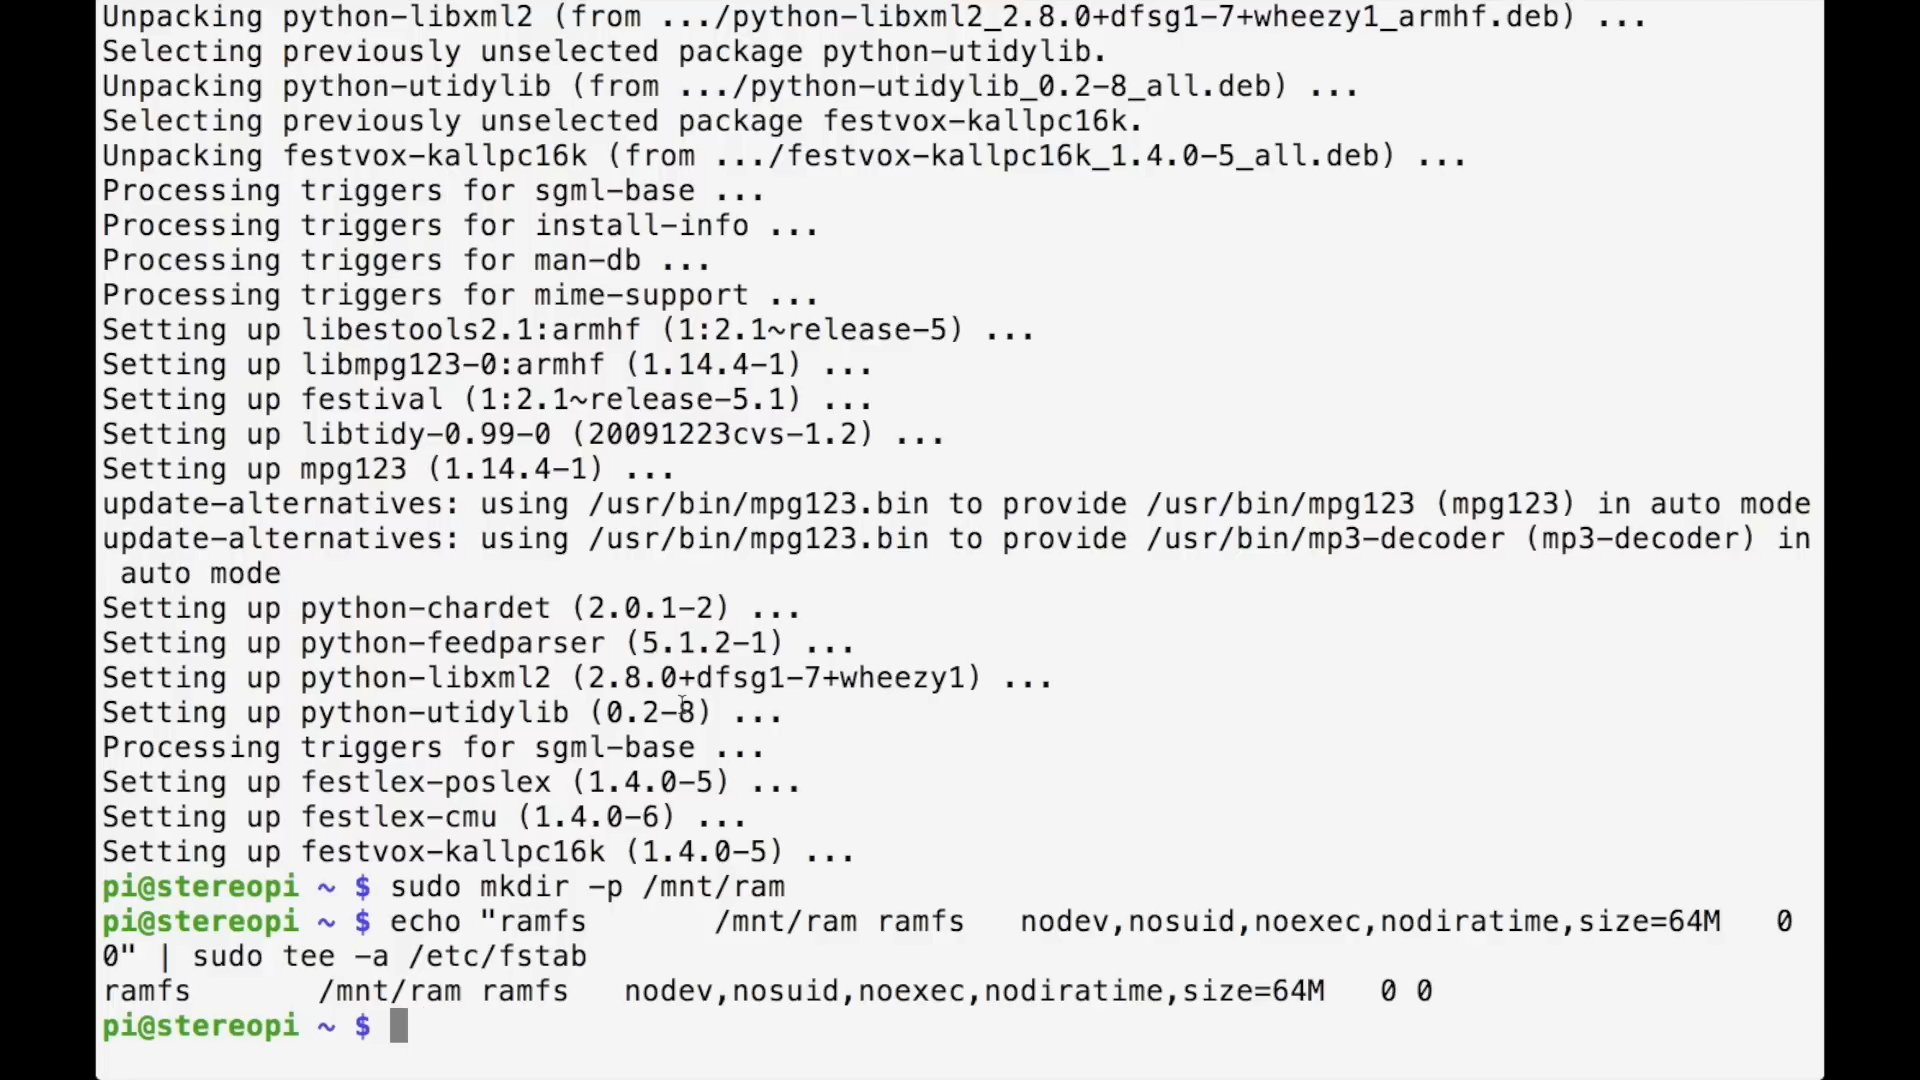 Unpacking python-libxml2 (from .../python-libxml2_2.8.0+dfsg1-7+wheezy1_armhf.deb) ...
Selecting previously unselected package python-utidylib.
Unpacking python-utidylib (from .../python-utidylib_0.2-8_all.deb) ...
Selecting previously unselected package festvox-kallpc16k.
Unpacking festvox-kallpc16k (from .../festvox-kallpc16k_1.4.0-5_all.deb) ...
Processing triggers for sgml-base ...
Processing triggers for install-info ...
Processing triggers for man-db ...
Processing triggers for mime-support ...
Setting up libestools2.1:armhf (1:2.1~release-5) ...
Setting up libmpg123-0:armhf (1.14.4-1) ...
Setting up festival (1:2.1~release-5.1) ...
Setting up libtidy-0.99-0 (20091223cvs-1.2) ...
Setting up mpg123 (1.14.4-1) ...
update-alternatives: using /usr/bin/mpg123.bin to provide /usr/bin/mpg123 (mpg123) in auto mode
update-alternatives: using /usr/bin/mpg123.bin to provide /usr/bin/mp3-decoder (mp3-decoder) in
 auto mode
Setting up python-chardet (2.0.1-2) ...
Setting up python-feedparser (5.1.2-1) ...
Setting up python-libxml2 (2.8.0+dfsg1-7+wheezy1) ...
Setting up python-utidylib (0.2-8) ...
Processing triggers for sgml-base ...
Setting up festlex-poslex (1.4.0-5) ...
Setting up festlex-cmu (1.4.0-6) ...
Setting up festvox-kallpc16k (1.4.0-5) ...
pi@stereopi ~ $ sudo mkdir -p /mnt/ram
pi@stereopi ~ $ echo "ramfs       /mnt/ram ramfs   nodev,nosuid,noexec,nodiratime,size=64M   0
0" | sudo tee -a /etc/fstab
ramfs       /mnt/ram ramfs   nodev,nosuid,noexec,nodiratime,size=64M   0 0
pi@stereopi ~ $